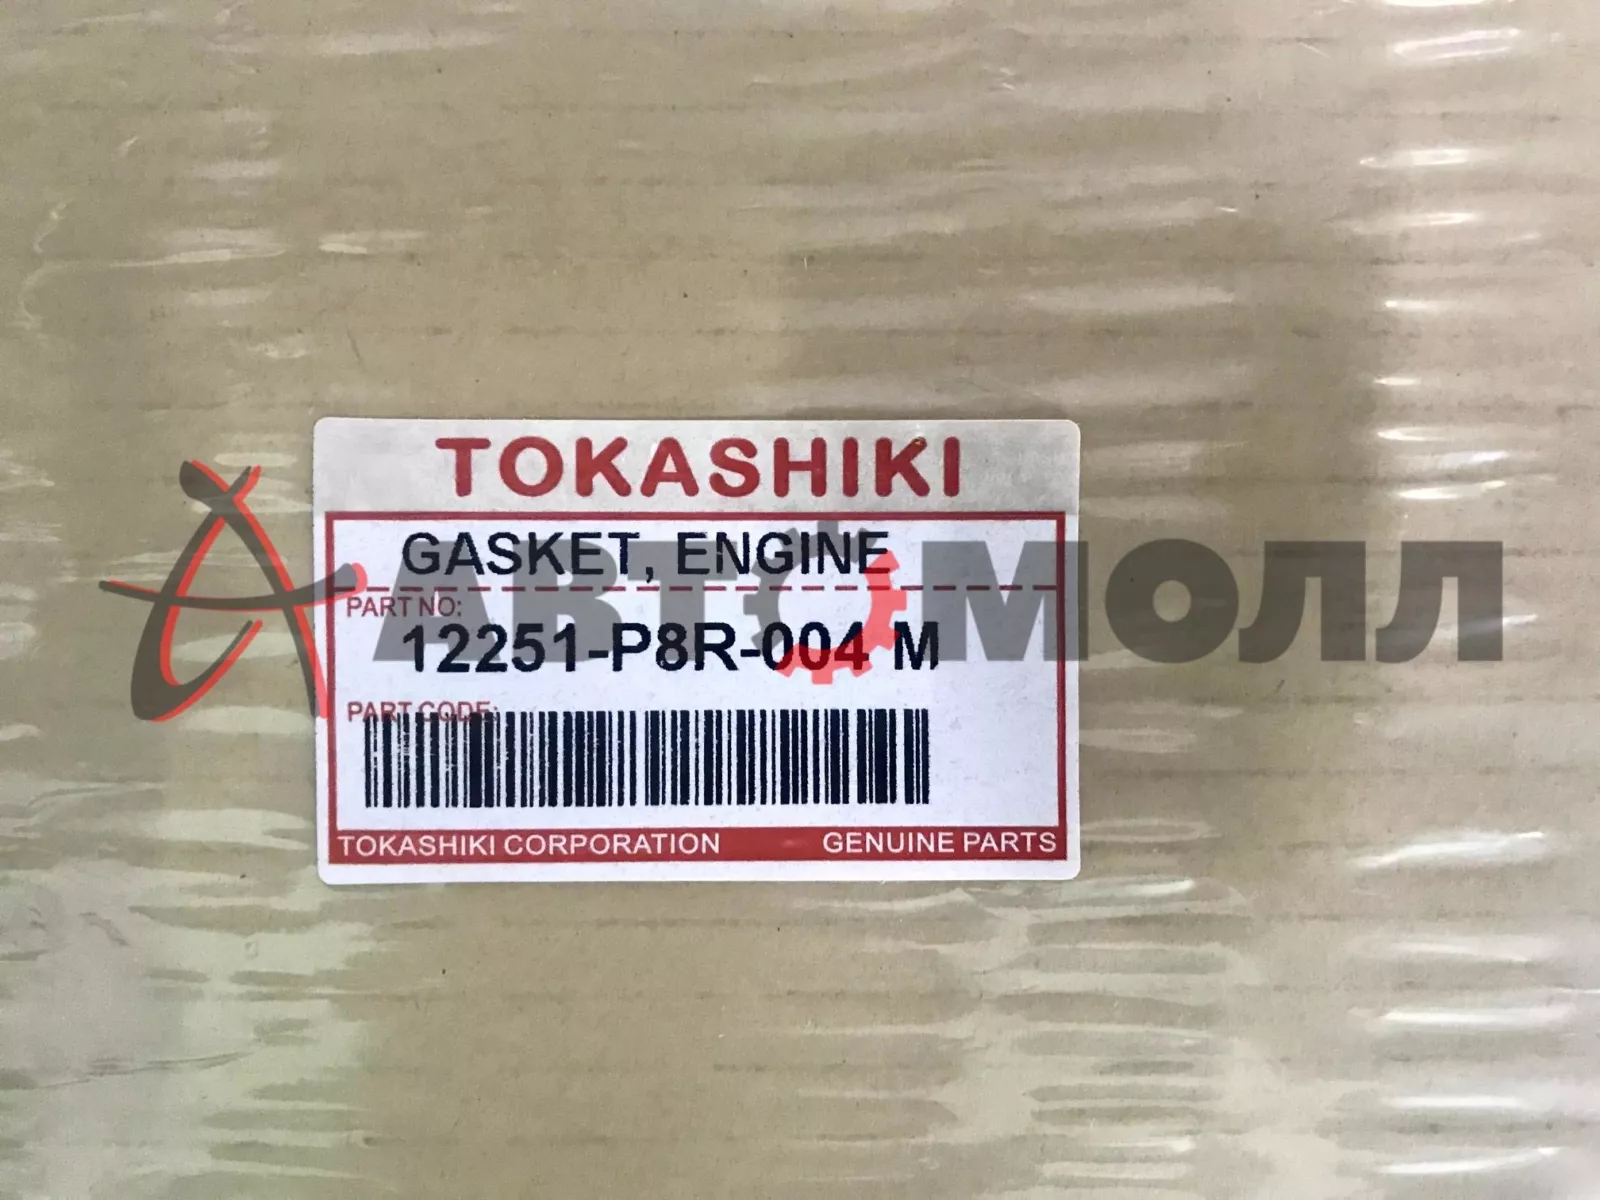 TOKASHIKI
GASKET, ENGINE
АВТОМОЛЛ
PART NO:
12251-P8R-004 M
PART CODE:
TOKASHIKI CORPORATION GENUINE PARTS